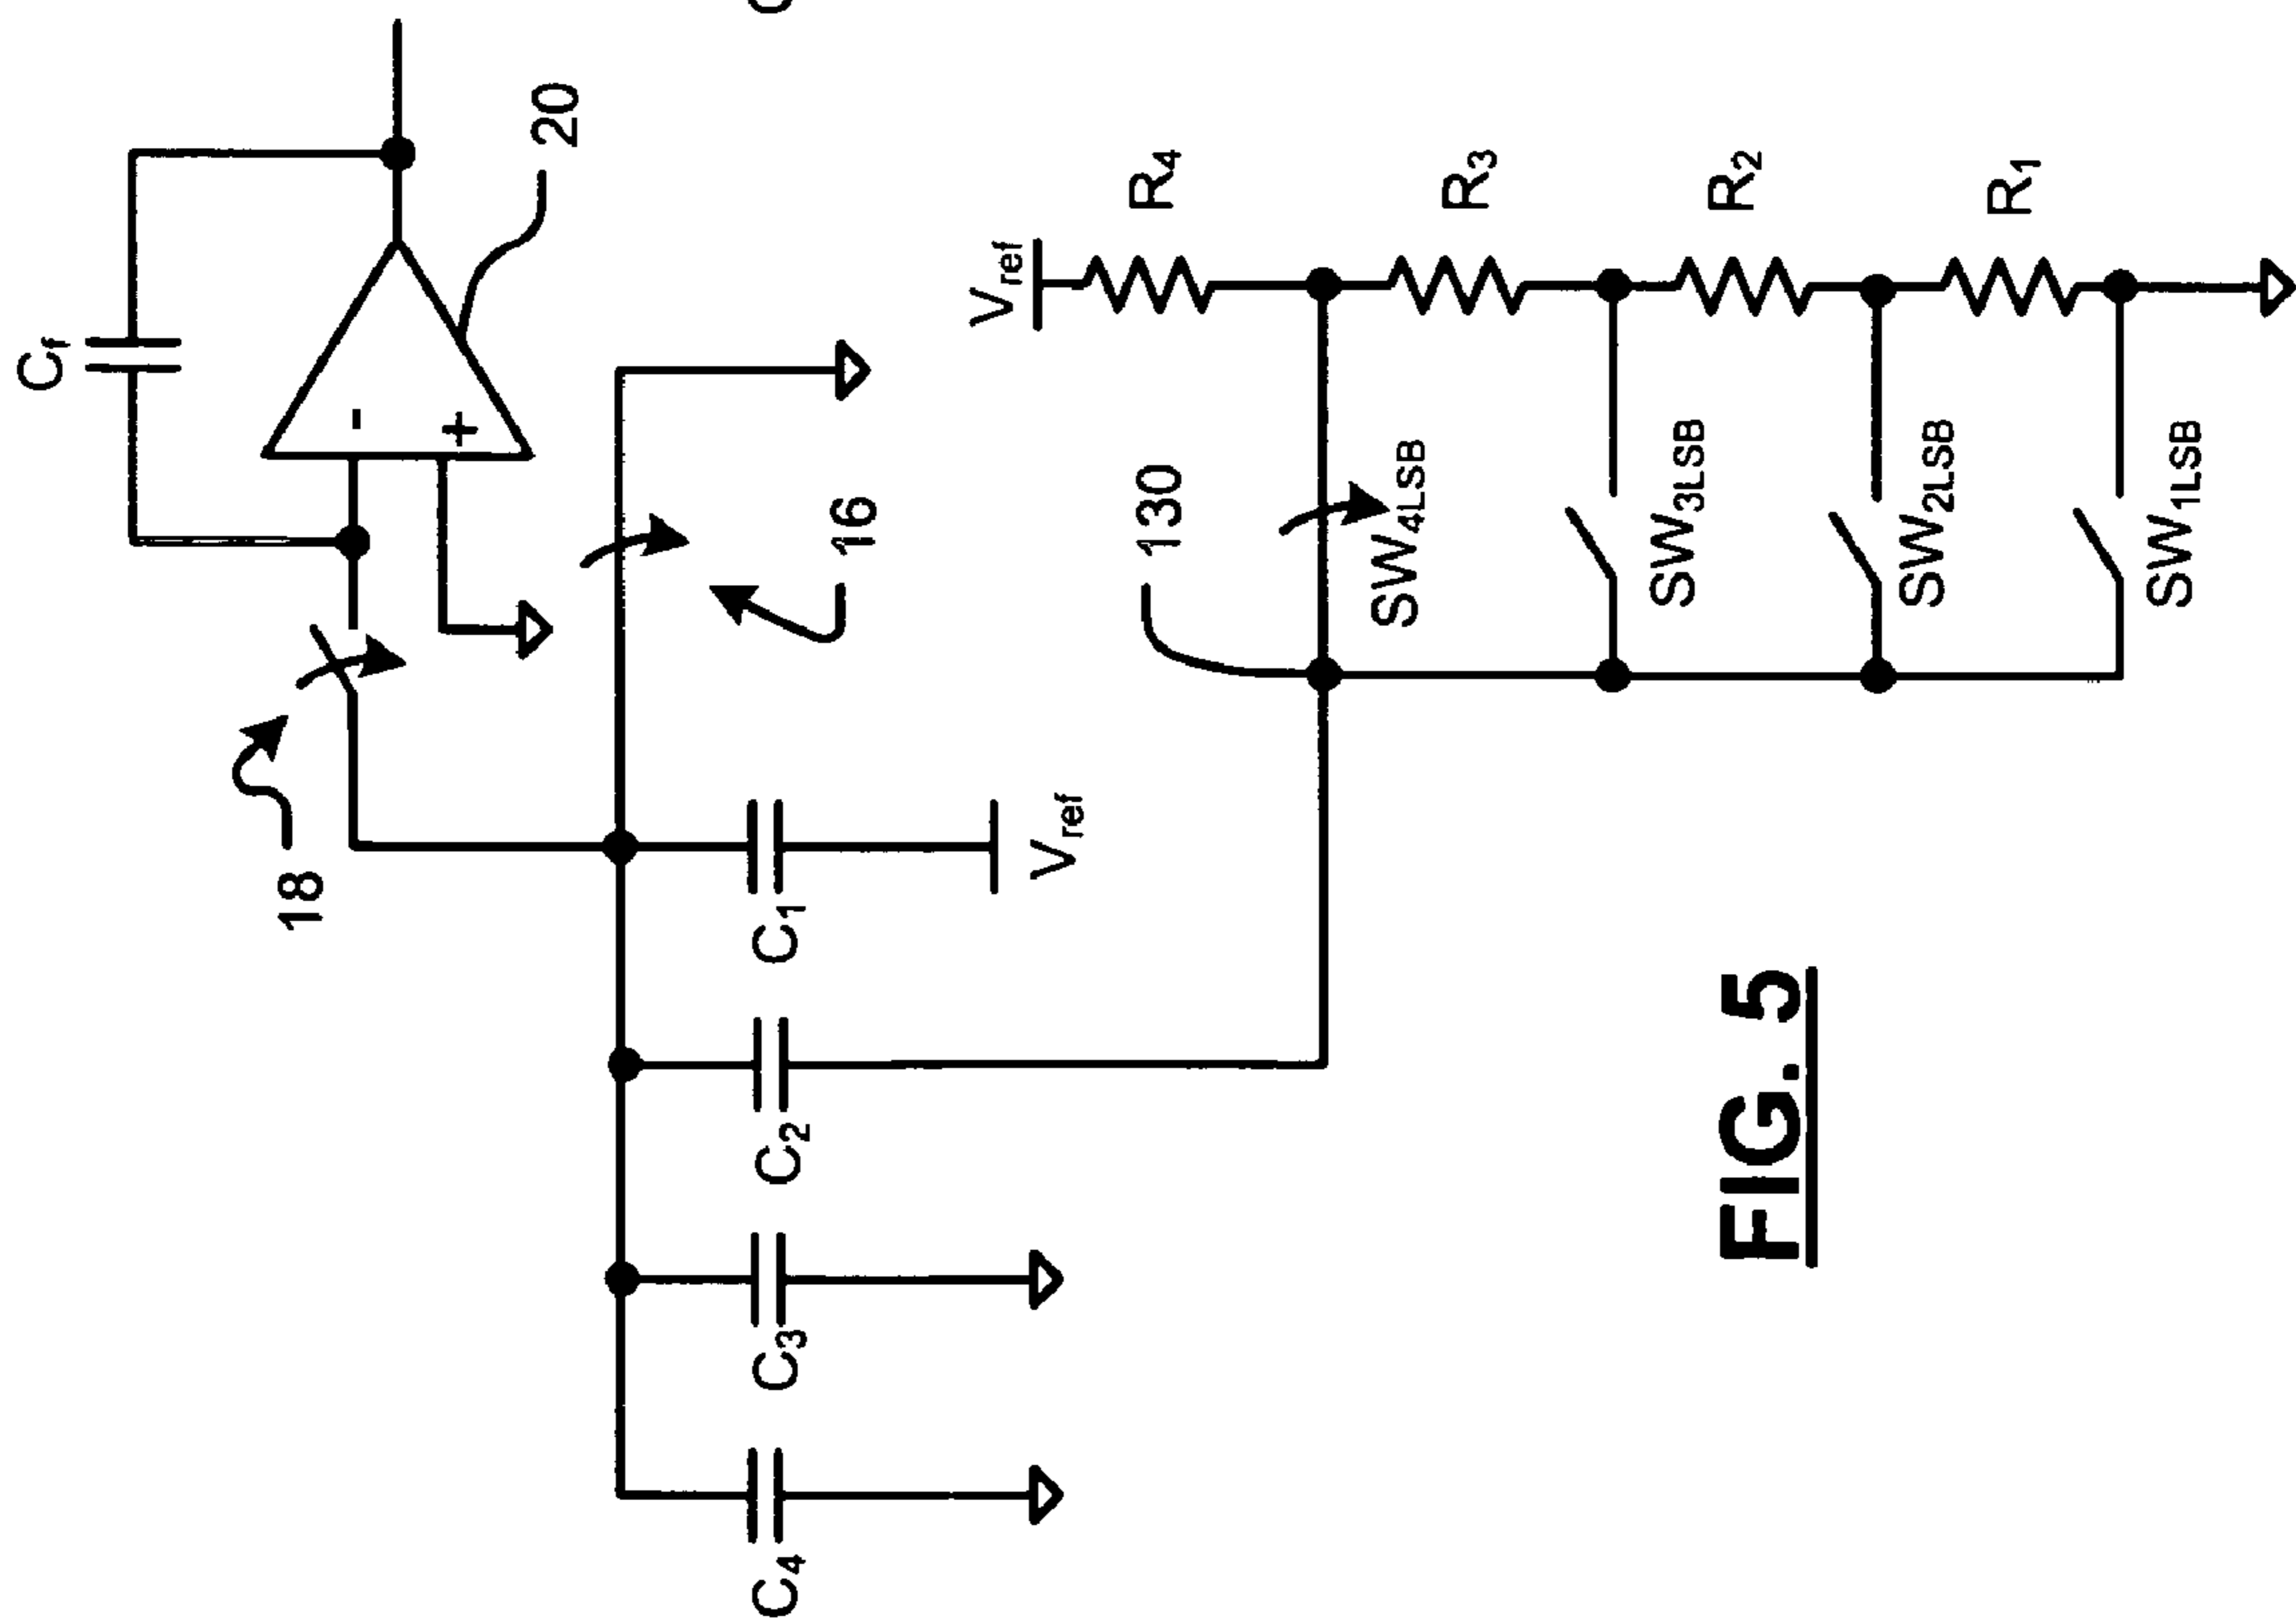 Cf
-
+
20
18
16
C4
C3
C2
C1
Vref
Vref
R4
R3
R2
R1
130
SW4LSB
SW3LSB
SW2LSB
SW1LSB
FIG. 5